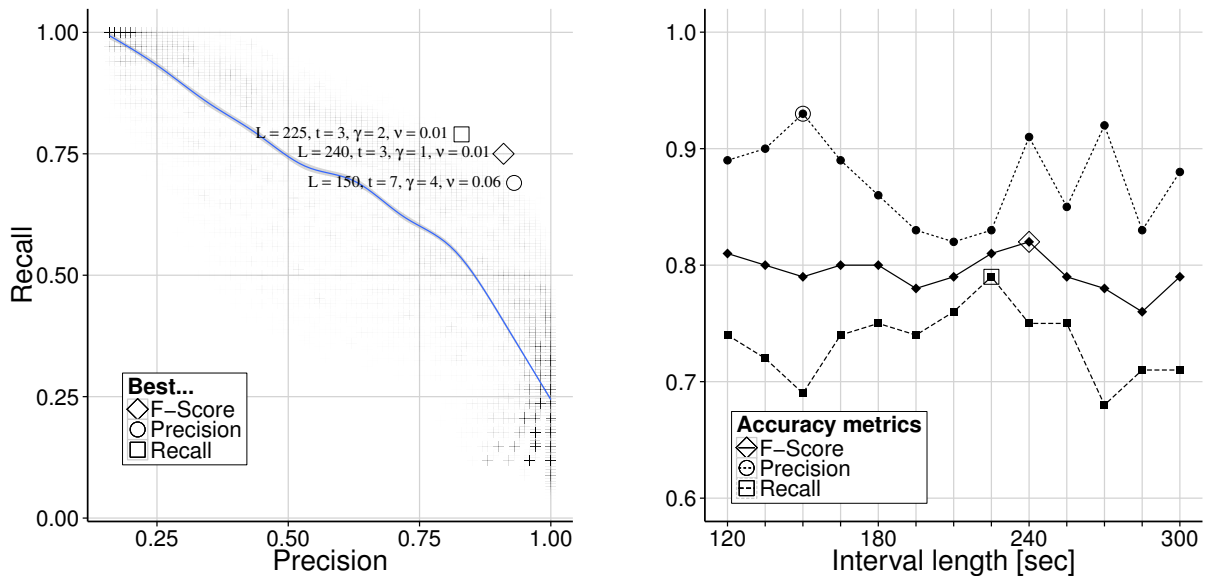 1.00
0.75
0.50
0.25
0.00
Recall
L = 225, t = 3, γ = 2, ν = 0.01
L = 240, t = 3, γ = 1, ν = 0.01
L = 150, t = 7, γ = 4, ν = 0.06
Best...
F−Score
Precision
Recall
0.25 0.50 0.75 1.00
Precision
1.0
0.9
0.8
0.7
0.6
Accuracy metrics
F−Score
Precision
Recall
120 180 240 300
Interval length [sec]